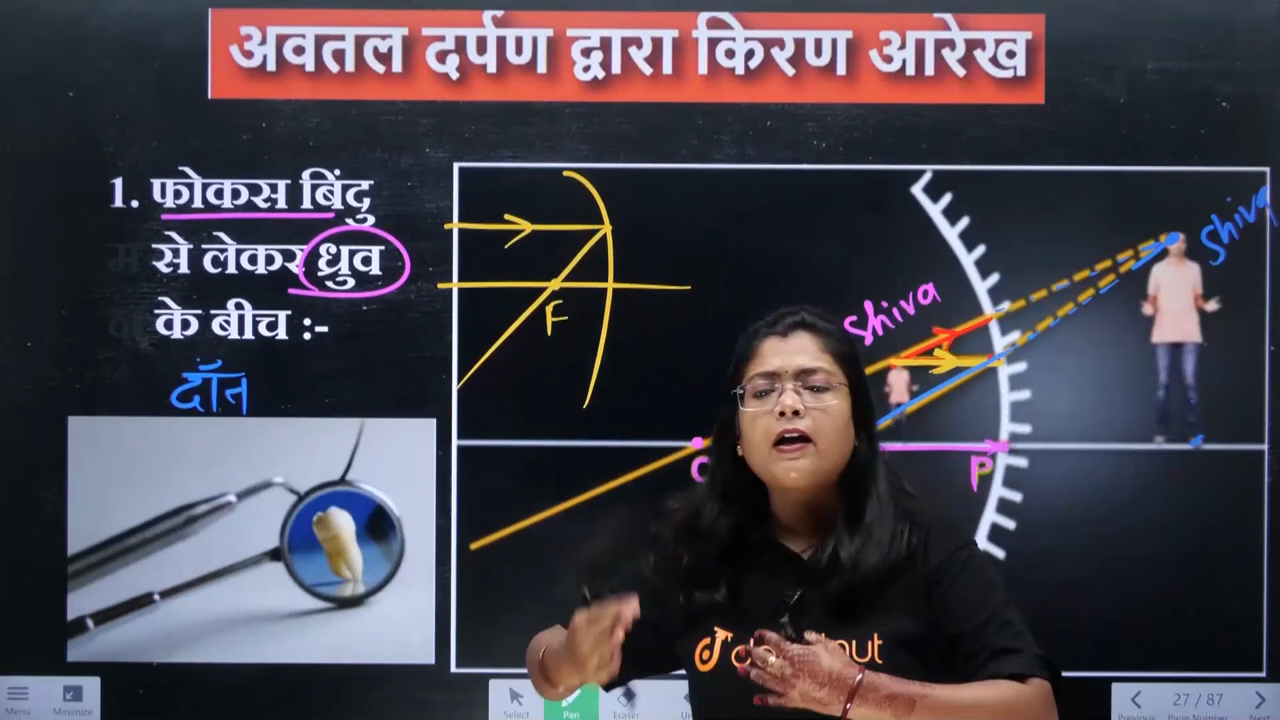 अवतल दर्पण द्वारा किरण आरेख
1. फोकस बिंदु
से लेकर ध्रुव
के बीच :-
दाँत
F
Shiva
Shiva
P
Menu
Minimize
Select
Pen
Eraser
27 / 87
Page Number